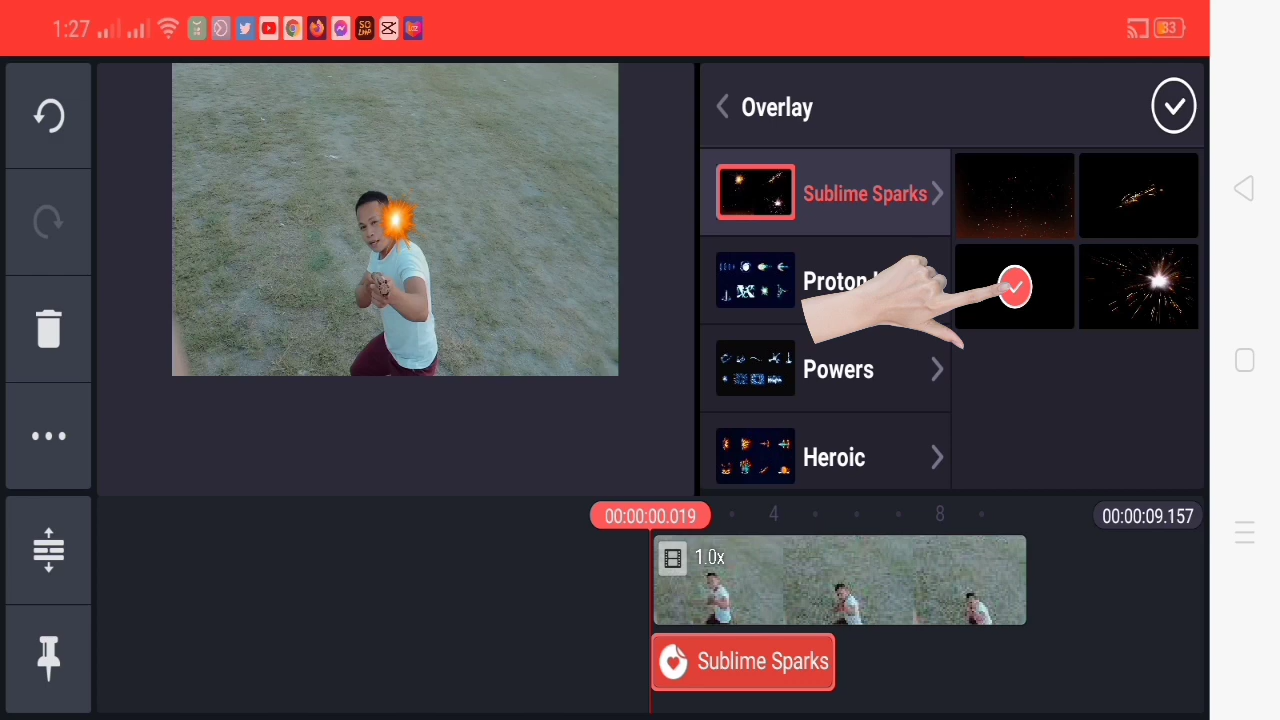 1:27
83
Overlay
Sublime Sparks
Proton
Powers
Heroic
00:00:00.019
4
8
00:00:09.157
1.0x
Sublime Sparks